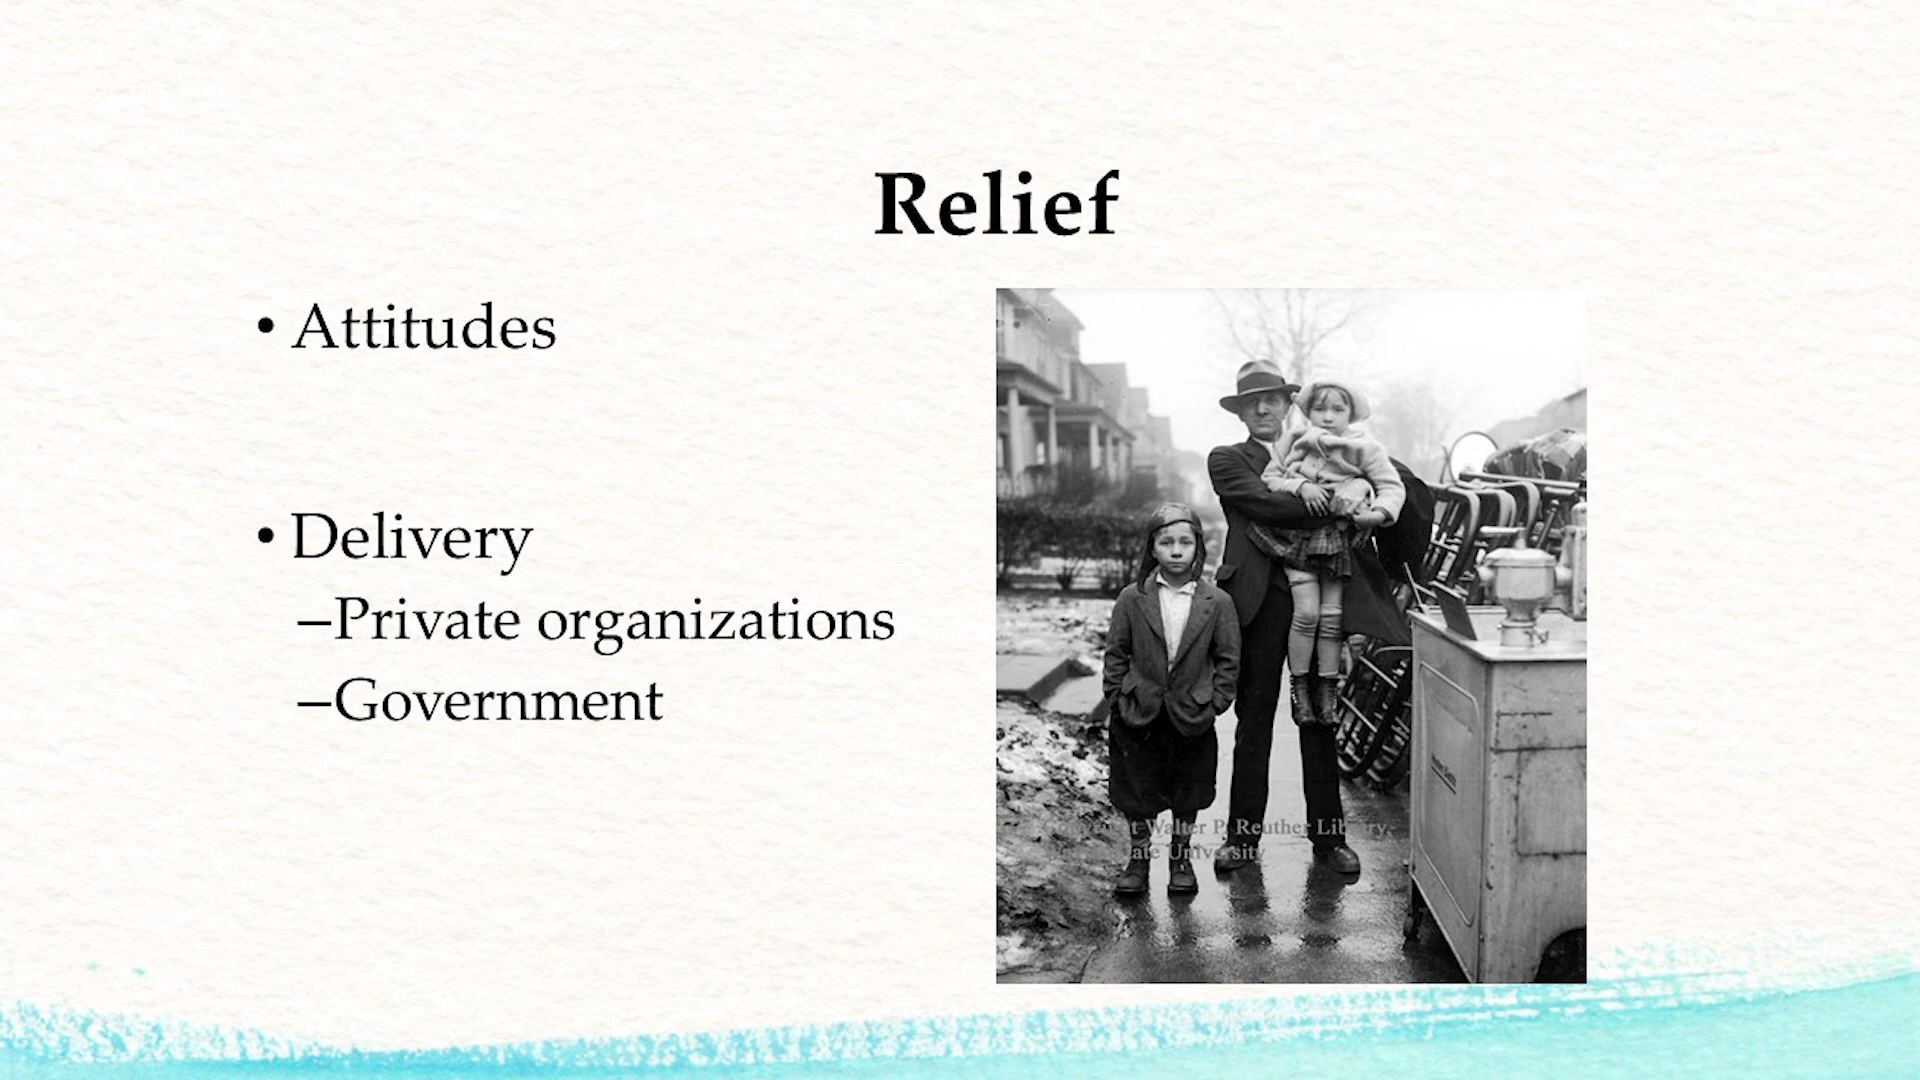 Relief
• Attitudes
• Delivery
–Private organizations
–Government
Walter P. Reuther Library,
University